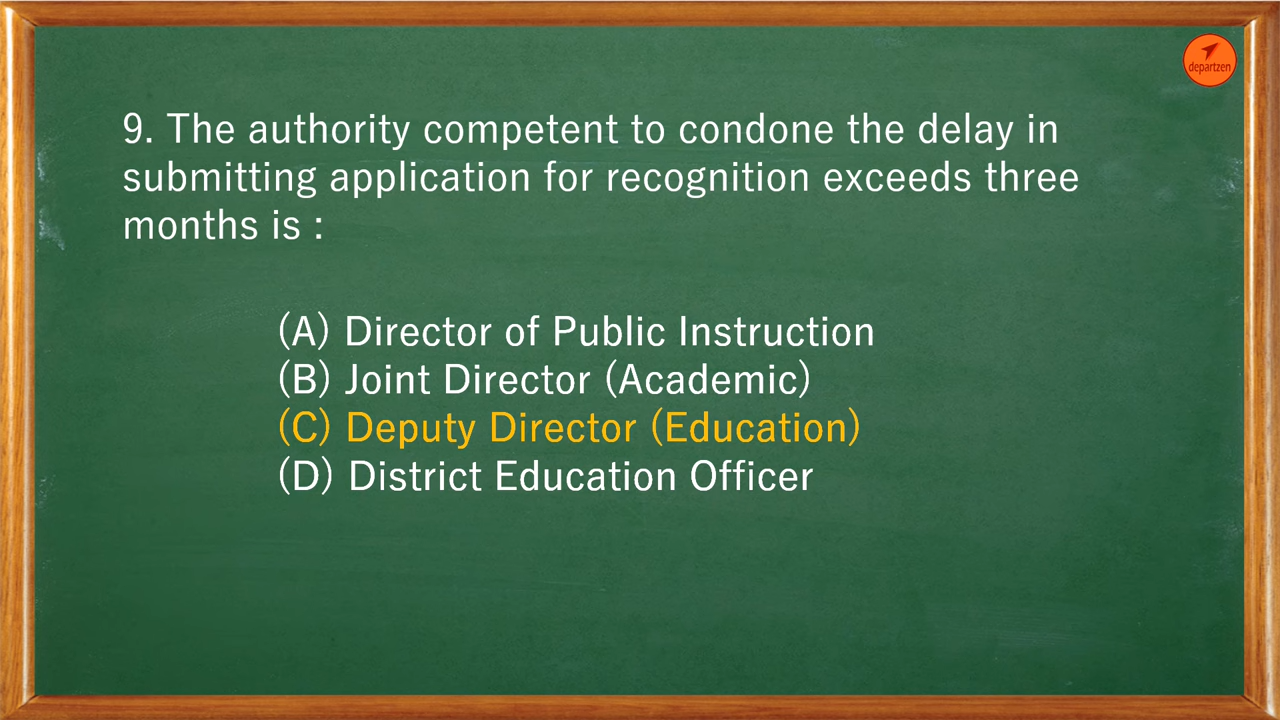 departzen
9. The authority competent to condone the delay in
submitting application for recognition exceeds three
months is :
(A) Director of Public Instruction
(B) Joint Director (Academic)
(C) Deputy Director (Education)
(D) District Education Officer